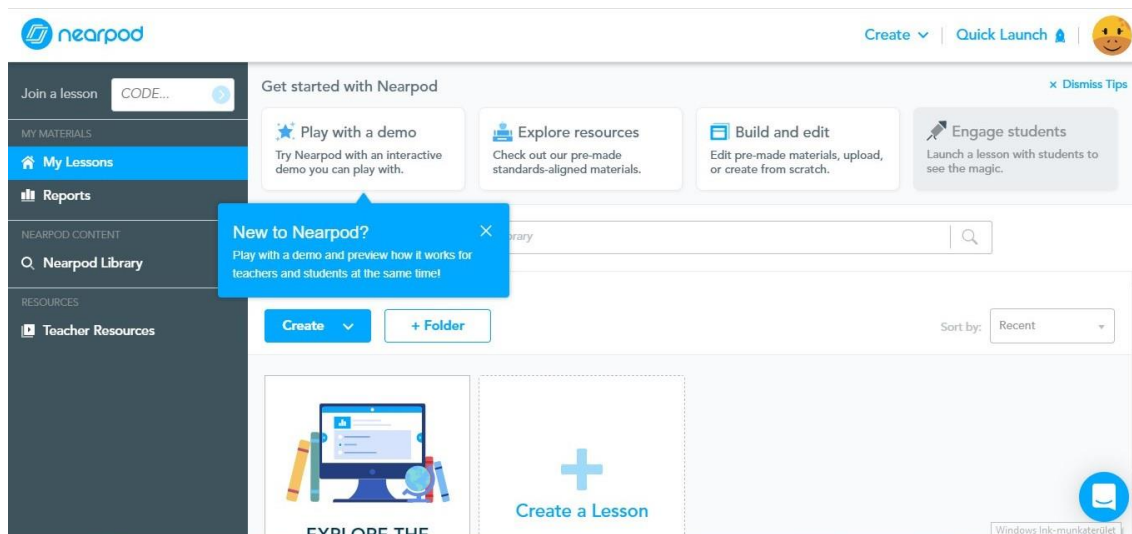 nearpod
Create
Quick Launch
Join a lesson
CODE...
MY MATERIALS
My Lessons
Reports
NEARPOD CONTENT
Nearpod Library
RESOURCES
Teacher Resources
Get started with Nearpod
× Dismiss Tips
Play with a demo
Try Nearpod with an interactive
demo you can play with.
Explore resources
Check out our pre-made
standards-aligned materials.
Build and edit
Edit pre-made materials, upload,
or create from scratch.
Engage students
Launch a lesson with students to
see the magic.
New to Nearpod?
Play with a demo and preview how it works for
teachers and students at the same time!
Create
+ Folder
Sort by:
Recent
EXPLORE THE
Create a Lesson
Windows Ink-munkaterület